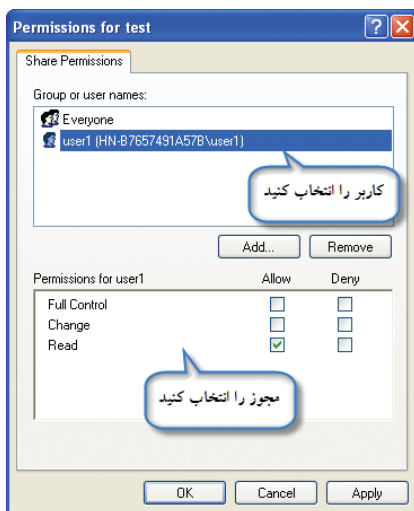 Permissions for test
Share Permissions
Group or user names:
Everyone
user1 (HN-B7657491A57B\user1)
کاربر را انتخاب کنید
Add... Remove
Permissions for user1 Allow Deny
Full Control
Change
Read
مجوز را انتخاب کنید
OK Cancel Apply